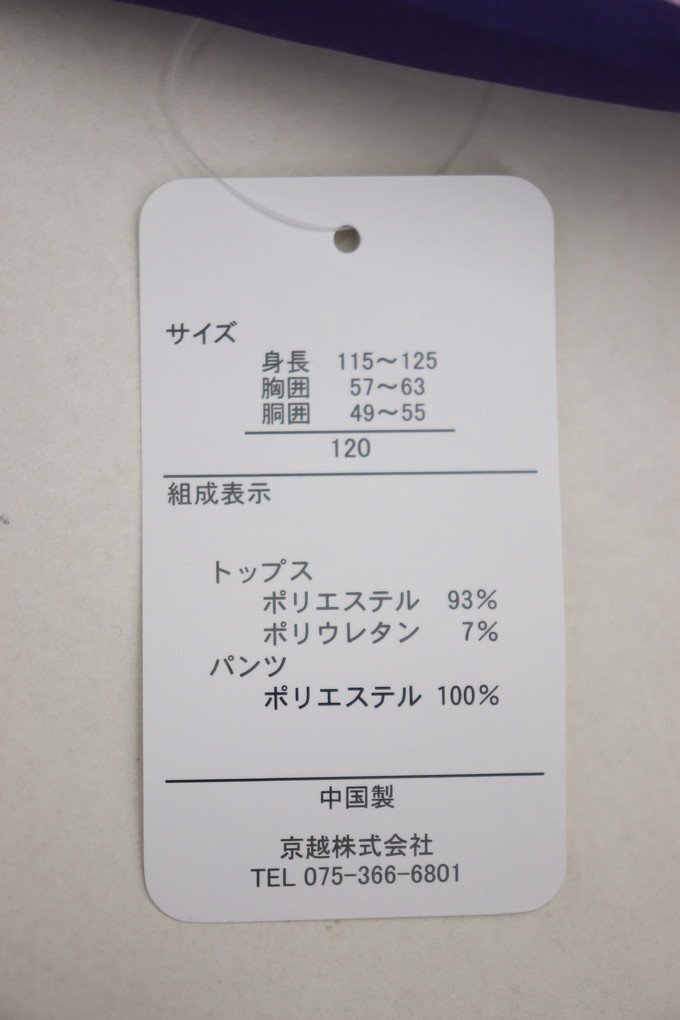 サイズ
身長 115～125
胸囲 57～63
胴囲 49～55
120
組成表示
トップス
ポリエステル 93%
ポリウレタン 7%
パンツ
ポリエステル 100%
中国製
京越株式会社
TEL 075-366-6801